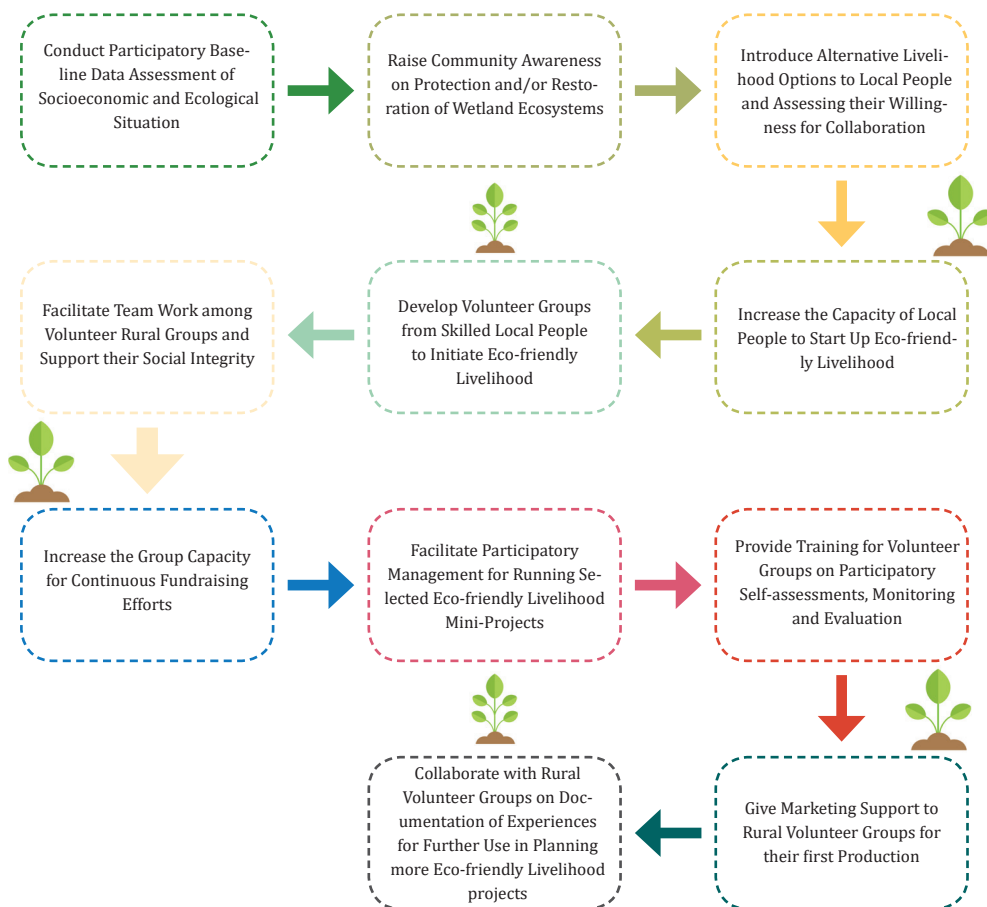 Conduct Participatory Base-
line Data Assessment of
Socioeconomic and Ecological
Situation
Raise Community Awareness
on Protection and/or Resto-
ration of Wetland Ecosystems
Introduce Alternative Liveli-
hood Options to Local People
and Assessing their Willing-
ness for Collaboration
Increase the Capacity of Local
People to Start Up Eco-friend-
ly Livelihood
Develop Volunteer Groups
from Skilled Local People
to Initiate Eco-friendly
Livelihood
Facilitate Team Work among
Volunteer Rural Groups and
Support their Social Integrity
Increase the Group Capacity
for Continuous Fundraising
Efforts
Facilitate Participatory
Management for Running Se-
lected Eco-friendly Livelihood
Mini-Projects
Provide Training for Volunteer
Groups on Participatory
Self-assessments, Monitoring
and Evaluation
Give Marketing Support to
Rural Volunteer Groups for
their first Production
Collaborate with Rural
Volunteer Groups on Doc-
umentation of Experiences
for Further Use in Planning
more Eco-friendly Livelihood
projects